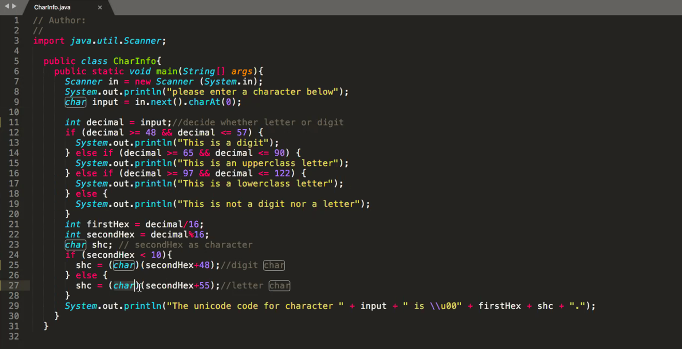 CharInfo.java ×
1 // Author:
2 //
3 import java.util.Scanner;
4
5 public class CharInfo{
6 public static void main(String[] args){
7 Scanner in = new Scanner (System.in);
8 System.out.println("please enter a character below");
9 char input = in.next().charAt(0);
10
11 int decimal = input;//decide whether letter or digit
12 if (decimal >= 48 && decimal <= 57) {
13 System.out.println("This is a digit");
14 } else if (decimal >= 65 && decimal <= 90) {
15 System.out.println("This is an upperclass letter");
16 } else if (decimal >= 97 && decimal <= 122) {
17 System.out.println("This is a lowerclass letter");
18 } else {
19 System.out.println("This is not a digit nor a letter");
20 }
21 int firstHex = decimal/16;
22 int secondHex = decimal%16;
23 char shc; // secondHex as character
24 if (secondHex < 10){
25 shc = (char)(secondHex+48);//digit char
26 } else {
27 shc = (char)(secondHex+55);//letter char
28 }
29 System.out.println("The unicode code for character " + input + " is \\u00" + firstHex + shc + ".");
30 }
31 }
32